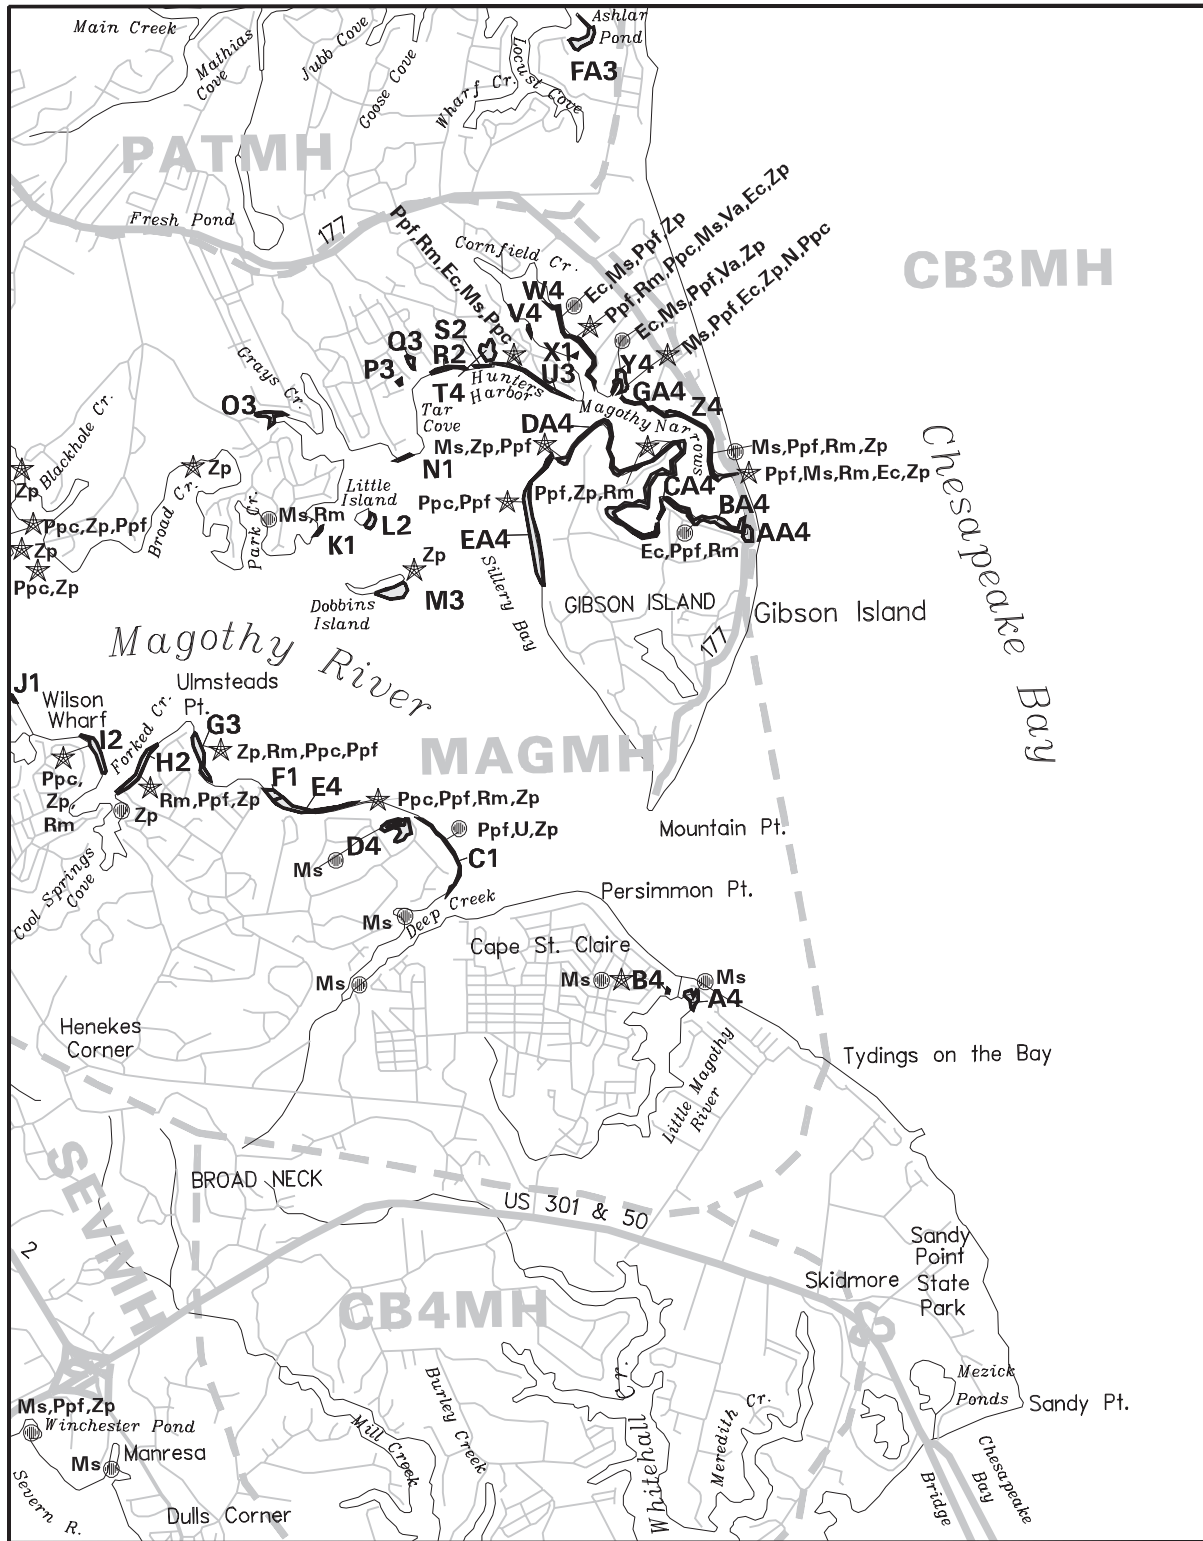 Main Creek
Mathias
Cove
Jubb Cove
Goose Cove
Wharf Cr.
Locust Cove
Ashlar
Pond
FA3
PATMH
Fresh Pond
177
Cornfield Cr.
Ppf,Rm,Ec,Ms,Ppc
Ec,Ms,Ppf,Zp
Ppf,Rm,Ppc,Ms,Va,Ec,Zp
Ec,Ms,Ppf,Va,Zp
Ms,Ppf,Ec,Zp,N,Ppc
CB3MH
W4
V4
S2
Q3
R2
P3
X1
U3
Y4
T4
Hunters
Harbor
GA4
Z4
Grays Cr.
O3
Tar
Cove
Magothy Narrows
DA4
Ms,Zp,Ppf
Ms,Ppf,Rm,Zp
Ppf,Ms,Rm,Ec,Zp
N1
Blackhole Cr.
Zp
Zp
Broad Cr.
Park Cr.
Little
Island
Ppc,Ppf
Ppf,Zp,Rm
CA4
BA4
AA4
Ms,Rm
K1
L2
Ppc,Zp,Ppf
Zp
Ppc,Zp
EA4
Ec,Ppf,Rm
Zp
M3
Dobbins
Island
Sillery Bay
GIBSON ISLAND
Gibson Island
177
Chesapeake Bay
Magothy River
J1
Wilson
Wharf
Ulmsteads
Pt.
I2
Forked Cr.
H2
G3
Zp,Rm,Ppc,Ppf
MAGMH
Ppc,
Zp,
Rm
Rm,Ppf,Zp
Zp
F1
E4
Ppc,Ppf,Rm,Zp
Ppf,U,Zp
D4
Ms
C1
Mountain Pt.
Cool Springs
Cove
Persimmon Pt.
Ms
Deep Creek
Cape St. Claire
Ms
Ms
B4
Ms
A4
Henekes
Corner
Little Magothy
River
Tydings on the Bay
SEVMH
BROAD NECK
US 301 & 50
2
Sandy
Point
State
Park
Skidmore
CB4MH
Mezick
Ponds
Sandy Pt.
Ms,Ppf,Zp
Winchester Pond
Ms
Manresa
Severn R.
Dulls Corner
Mill Creek
Burley Creek
Whitehall Cr.
Meredith Cr.
Chesapeake
Bay
Bridge